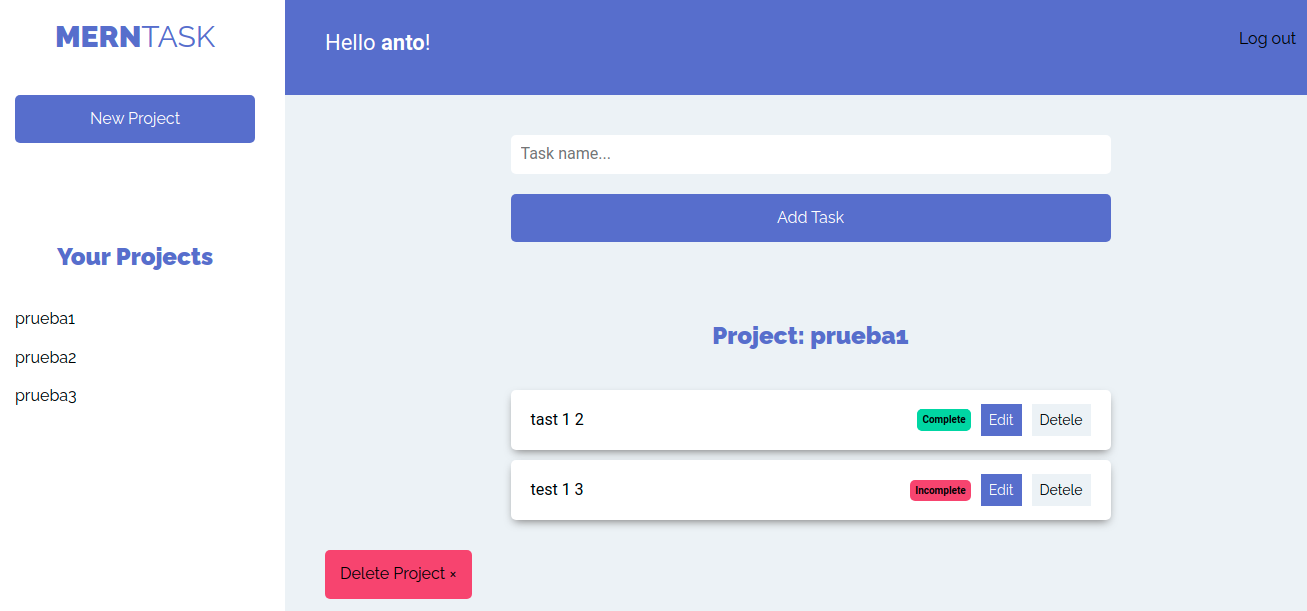 MERNTASK
New Project
Your Projects
prueba1
prueba2
prueba3
Hello anto!
Log out
Task name...
Add Task
Project: prueba1
tast 1 2 Complete Edit Detele
test 1 3 Incomplete Edit Detele
Delete Project ×